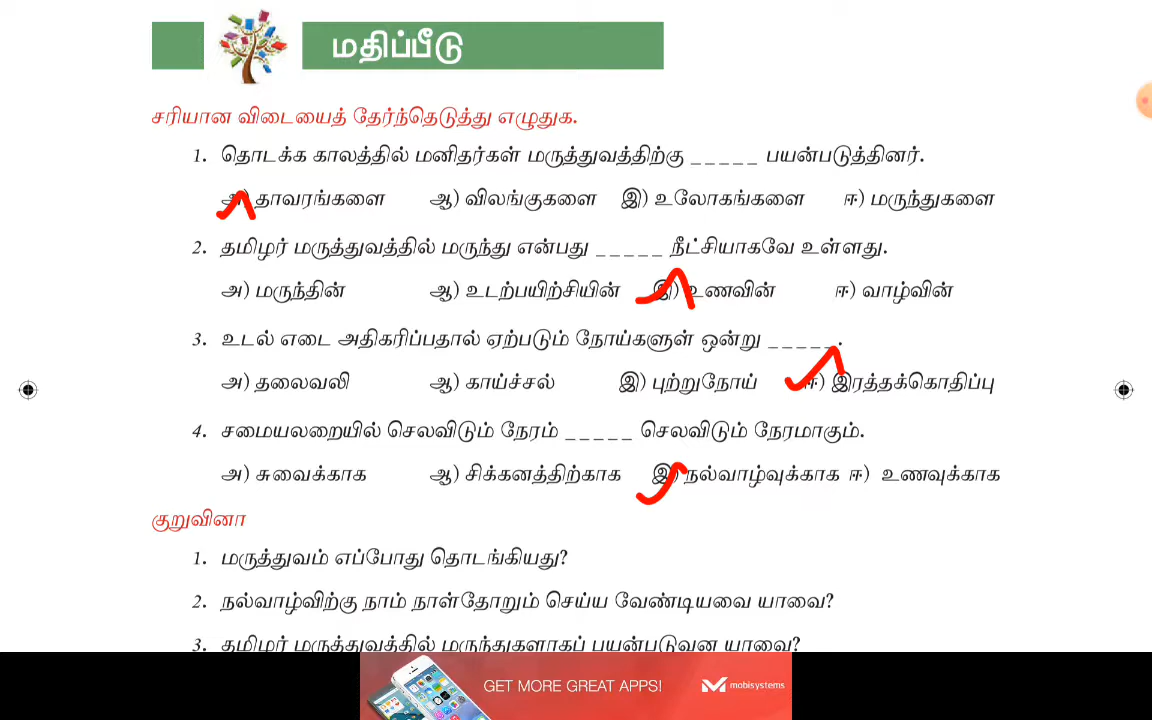 மதிப்பீடு
சரியான விடையைத் தேர்ந்தெடுத்து எழுதுக.
1. தொடக்க காலத்தில் மனிதர்கள் மருத்துவத்திற்கு _ _ _ _ _ பயன்படுத்தினர்.
அ) தாவரங்களை ஆ) விலங்குகளை இ) உலோகங்களை ஈ) மருந்துகளை
2. தமிழர் மருத்துவத்தில் மருந்து என்பது _ _ _ _ _ நீட்சியாகவே உள்ளது.
அ) மருந்தின் ஆ) உடற்பயிற்சியின் இ) உணவின் ஈ) வாழ்வின்
3. உடல் எடை அதிகரிப்பதால் ஏற்படும் நோய்களுள் ஒன்று _ _ _ _ _ .
அ) தலைவலி ஆ) காய்ச்சல் இ) புற்றுநோய் ஈ) இரத்தக்கொதிப்பு
4. சமையலறையில் செலவிடும் நேரம் _ _ _ _ _ செலவிடும் நேரமாகும்.
அ) சுவைக்காக ஆ) சிக்கனத்திற்காக இ) நல்வாழ்வுக்காக ஈ) உணவுக்காக
குறுவினா
1. மருத்துவம் எப்போது தொடங்கியது?
2. நல்வாழ்விற்கு நாம் நாள்தோறும் செய்ய வேண்டியவை யாவை?
3. தமிழர் மருத்துவத்தில் மருந்துகளாகப் பயன்படுவன யாவை?
GET MORE GREAT APPS! mobisystems